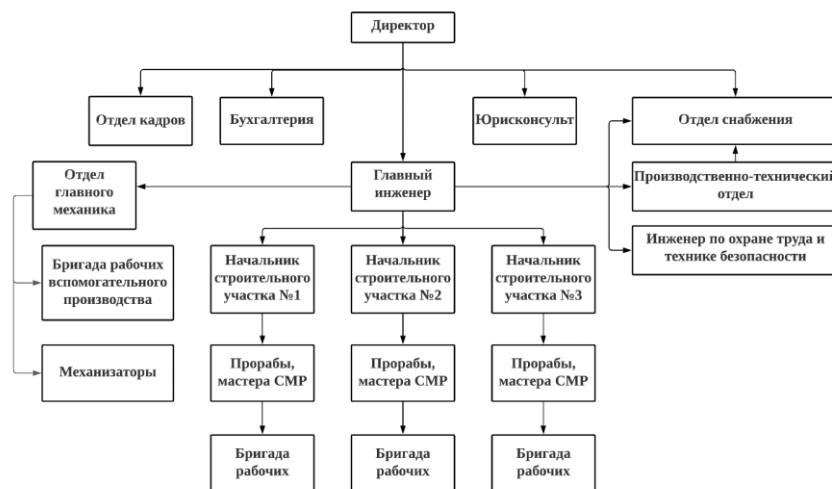 Директор
Отдел кадров
Бухгалтерия
Юрисконсульт
Отдел снабжения
Отдел
главного
механика
Главный
инженер
Производственно-технический
отдел
Бригада рабочих
вспомогательного
производства
Начальник
строительного
участка №1
Начальник
строительного
участка №2
Начальник
строительного
участка №3
Инженер по охране труда и
технике безопасности
Механизаторы
Прорабы,
мастера СМР
Прорабы,
мастера СМР
Прорабы,
мастера СМР
Бригада
рабочих
Бригада
рабочих
Бригада
рабочих